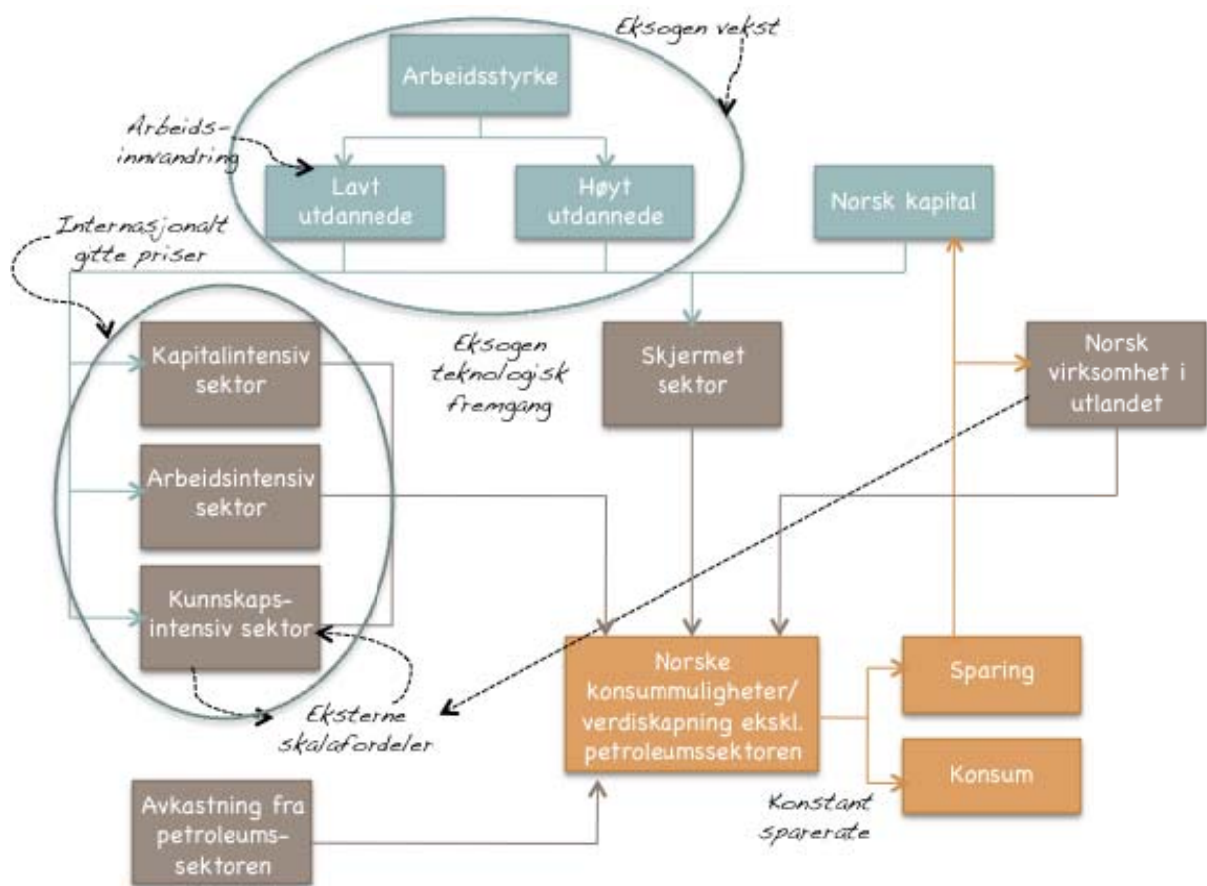 Eksogen vekst
Arbeidsstyrke
Arbeids-
innvandring
Lavt
utdannede
Høyt
utdannede
Norsk kapital
Internasjonalt
gitte priser
Kapitalintensiv
sektor
Eksogen
teknologisk
fremgang
Skjermet
sektor
Norsk
virksomhet i
utlandet
Arbeidsintensiv
sektor
Kunnskaps-
intensiv sektor
Eksterne
skalafordeler
Norske
konsummuligheter/
verdiskapning ekskl.
petroleumssektoren
Sparing
Konsum
Konstant
sparerate
Avkastning fra
petroleums-
sektoren